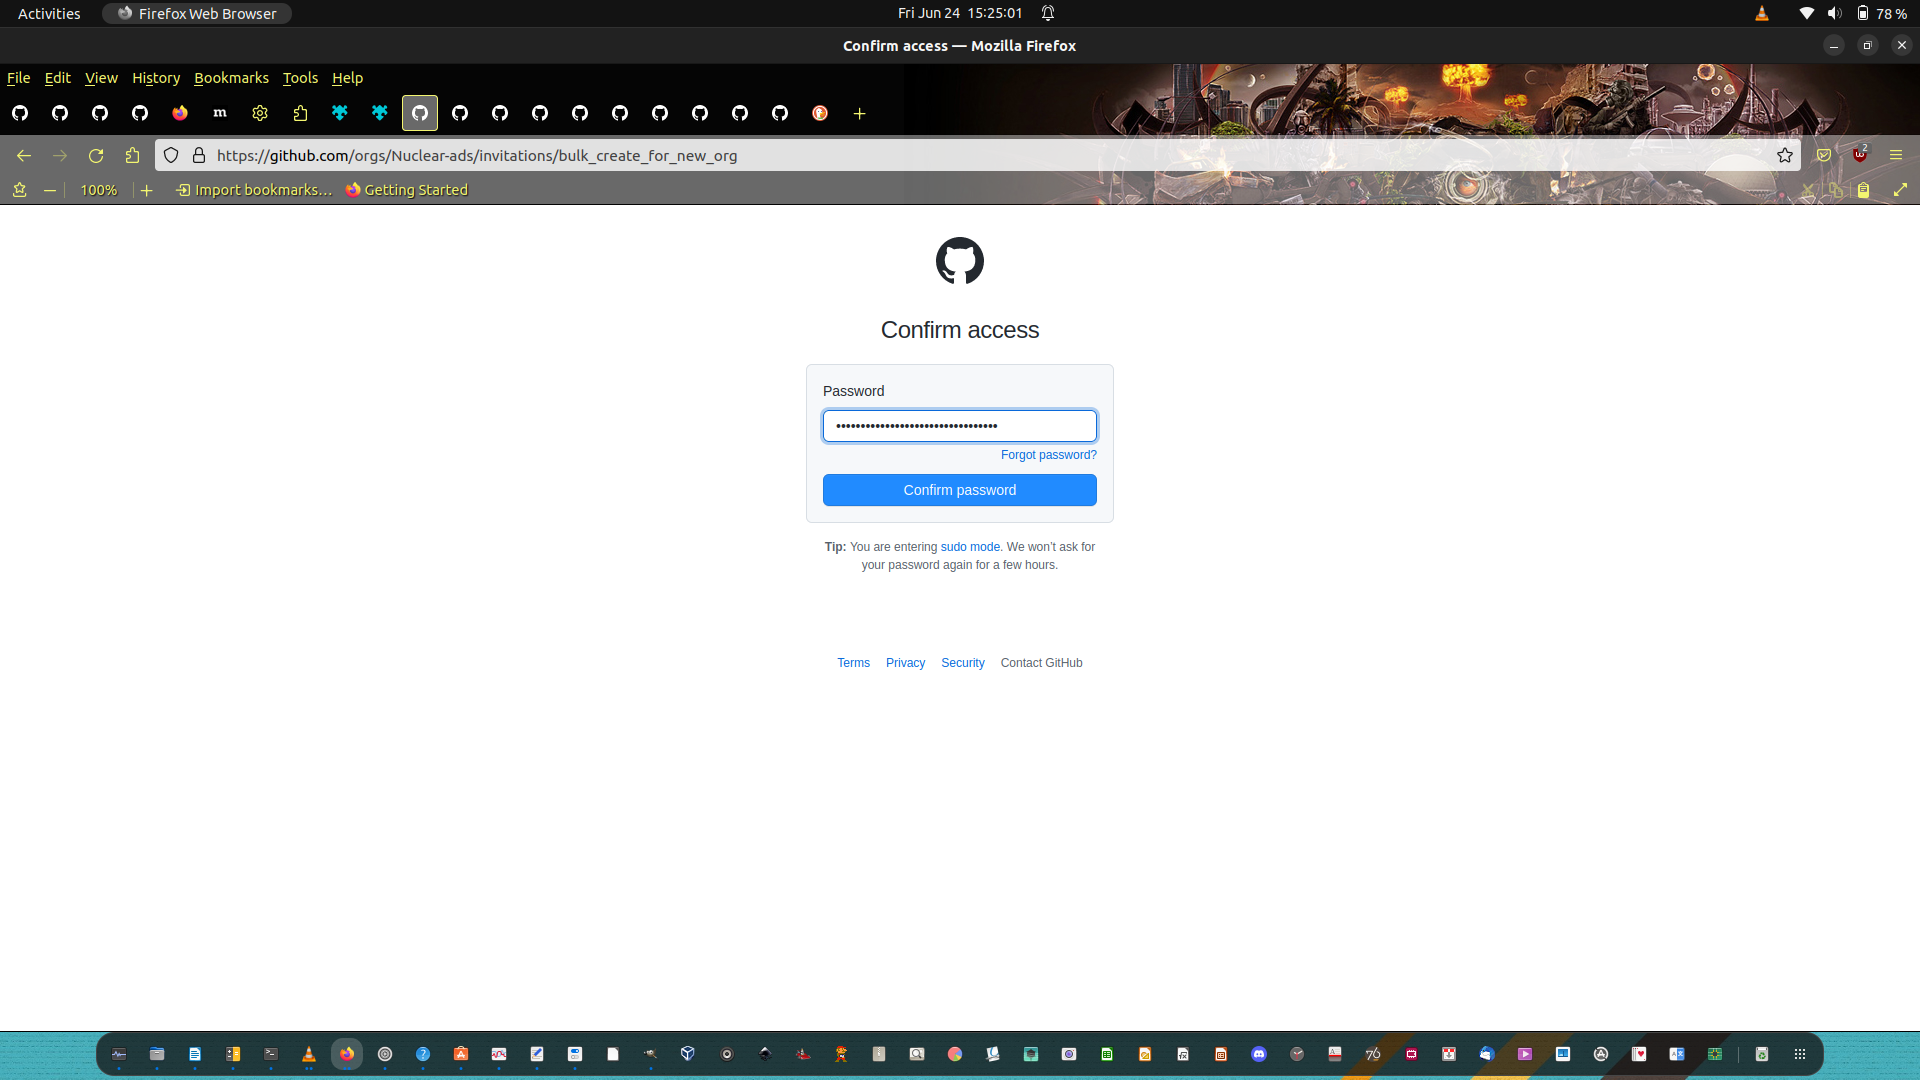 Activities
Firefox Web Browser
Fri Jun 24 15:25:01
78 %
Confirm access — Mozilla Firefox
File Edit View History Bookmarks Tools Help
m
https://github.com/orgs/Nuclear-ads/invitations/bulk_create_for_new_org
2
100%
Import bookmarks…
Getting Started
Confirm access
Password
••••••••••••••••••••••••••••••••
Forgot password?
Confirm password
Tip: You are entering sudo mode. We won’t ask for
your password again for a few hours.
Terms Privacy Security Contact GitHub